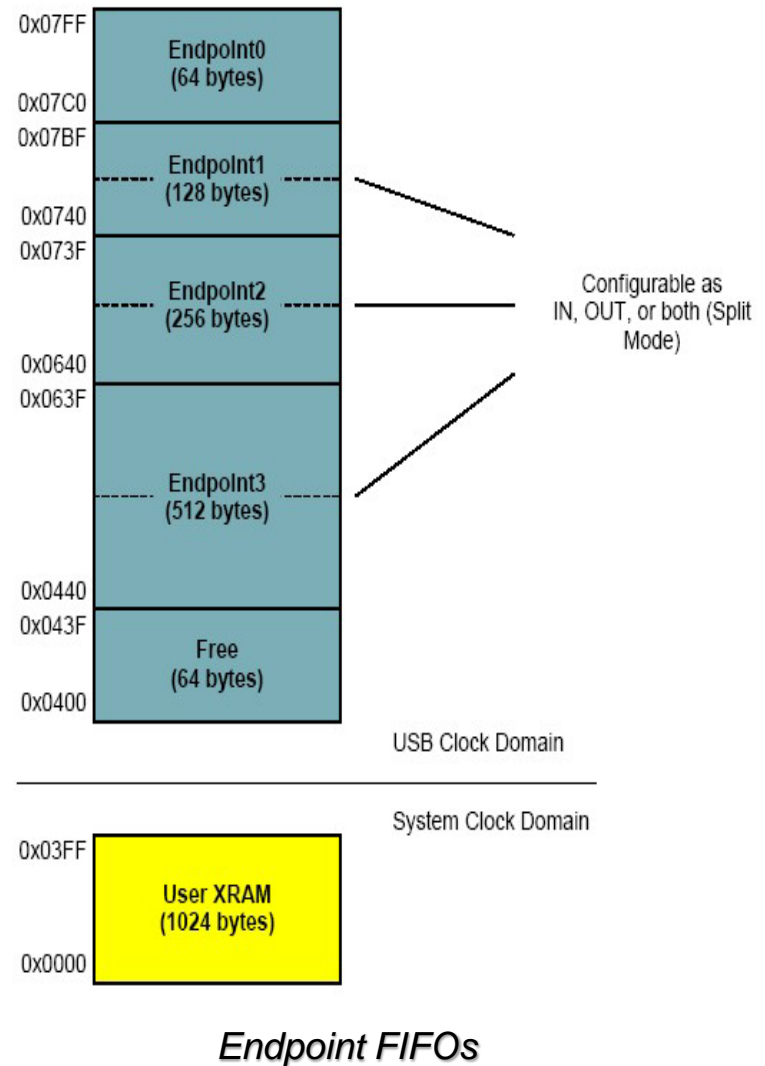 0x07FF
Endpoint0
(64 bytes)
0x07C0
0x07BF
Endpoint1
(128 bytes)
0x0740
0x073F
Endpoint2
(256 bytes)
Configurable as
IN, OUT, or both (Split
Mode)
0x0640
0x063F
Endpoint3
(512 bytes)
0x0440
0x043F
Free
(64 bytes)
0x0400
USB Clock Domain
System Clock Domain
0x03FF
User XRAM
(1024 bytes)
0x0000
Endpoint FIFOs